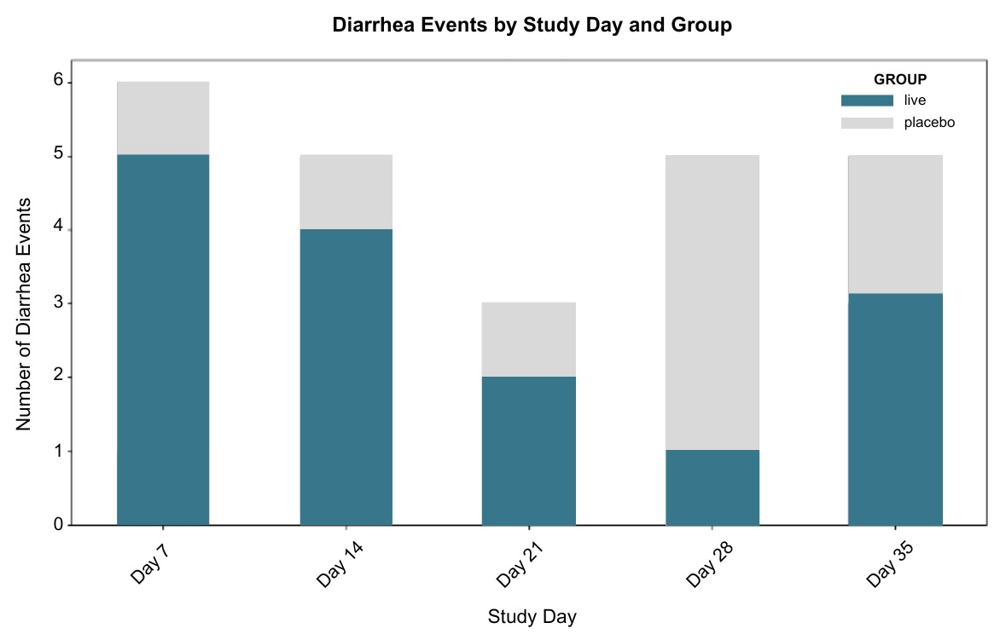 Diarrhea Events by Study Day and Group
GROUP
live
placebo
Number of Diarrhea Events
6
5
4
3
2
1
0
Day 7
Day 14
Day 21
Day 28
Day 35
Study Day